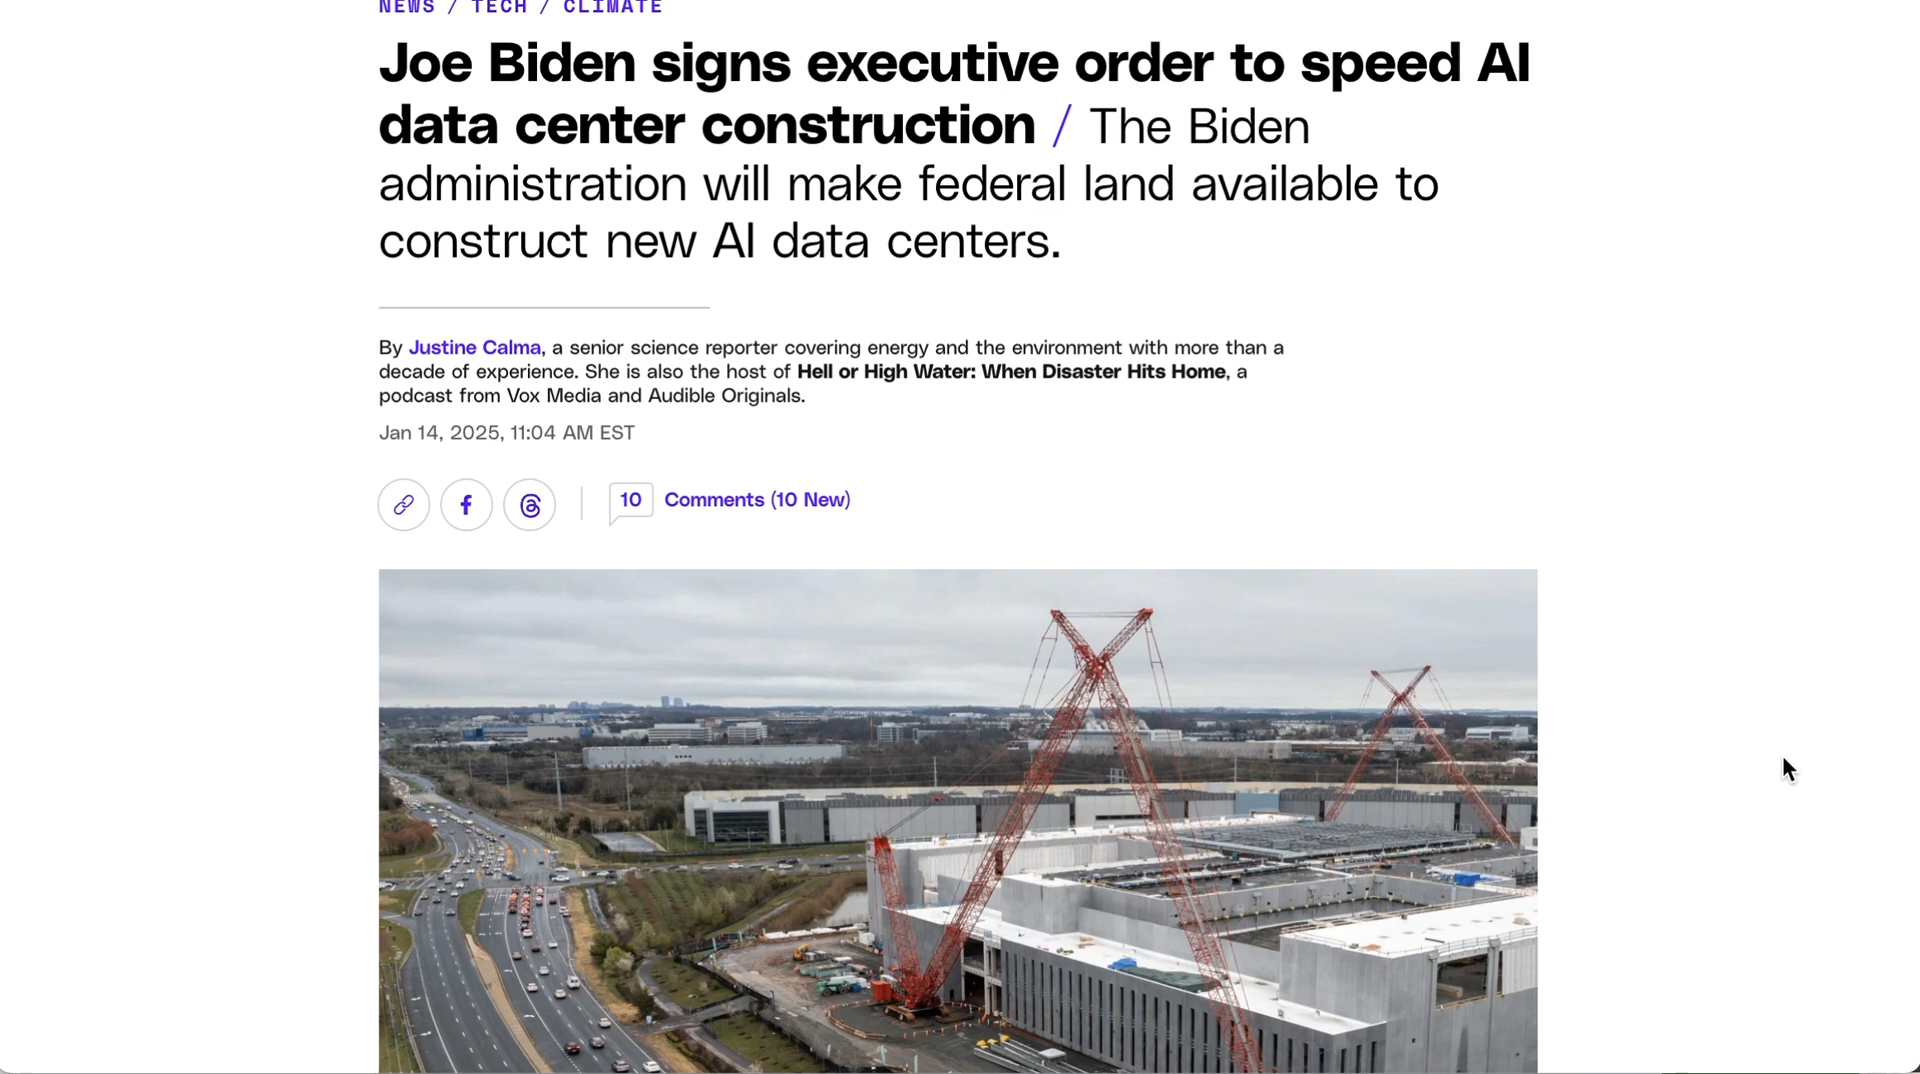 NEWS / TECH / CLIMATE
Joe Biden signs executive order to speed AI
data center construction / The Biden
administration will make federal land available to
construct new AI data centers.
By Justine Calma, a senior science reporter covering energy and the environment with more than a
decade of experience. She is also the host of Hell or High Water: When Disaster Hits Home, a
podcast from Vox Media and Audible Originals.
Jan 14, 2025, 11:04 AM EST
10 Comments (10 New)